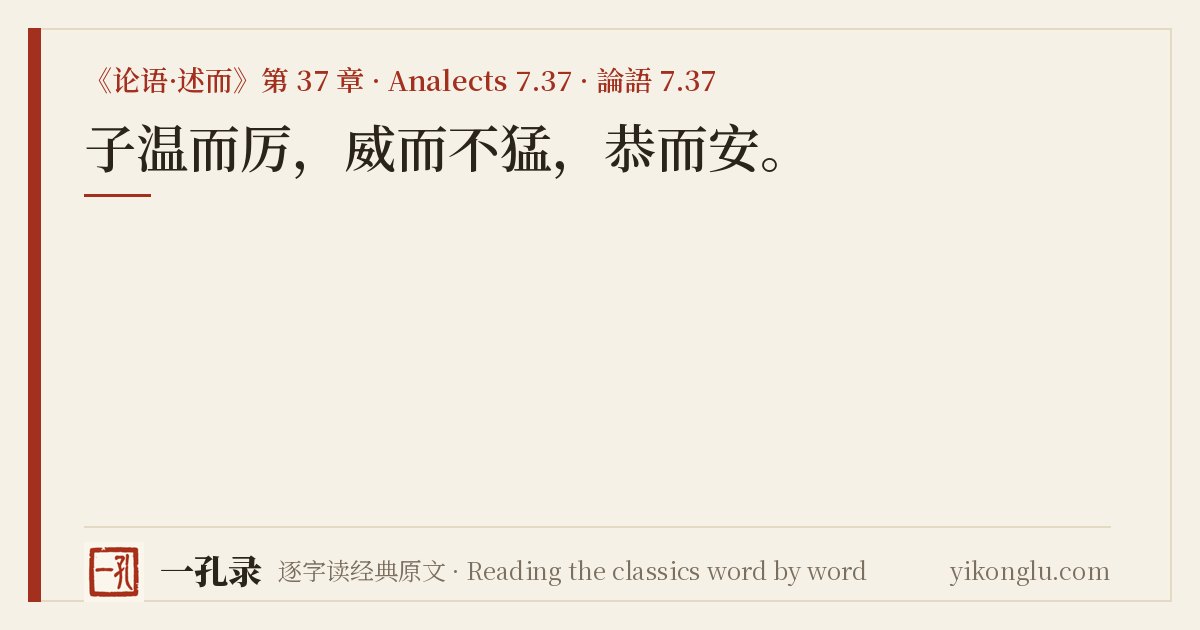 《论语·述而》第 37 章 · Analects 7.37 · 論語 7.37
子温而厉，威而不猛，恭而安。
一孔
一孔录 逐字读经典原文 · Reading the classics word by word yikonglu.com